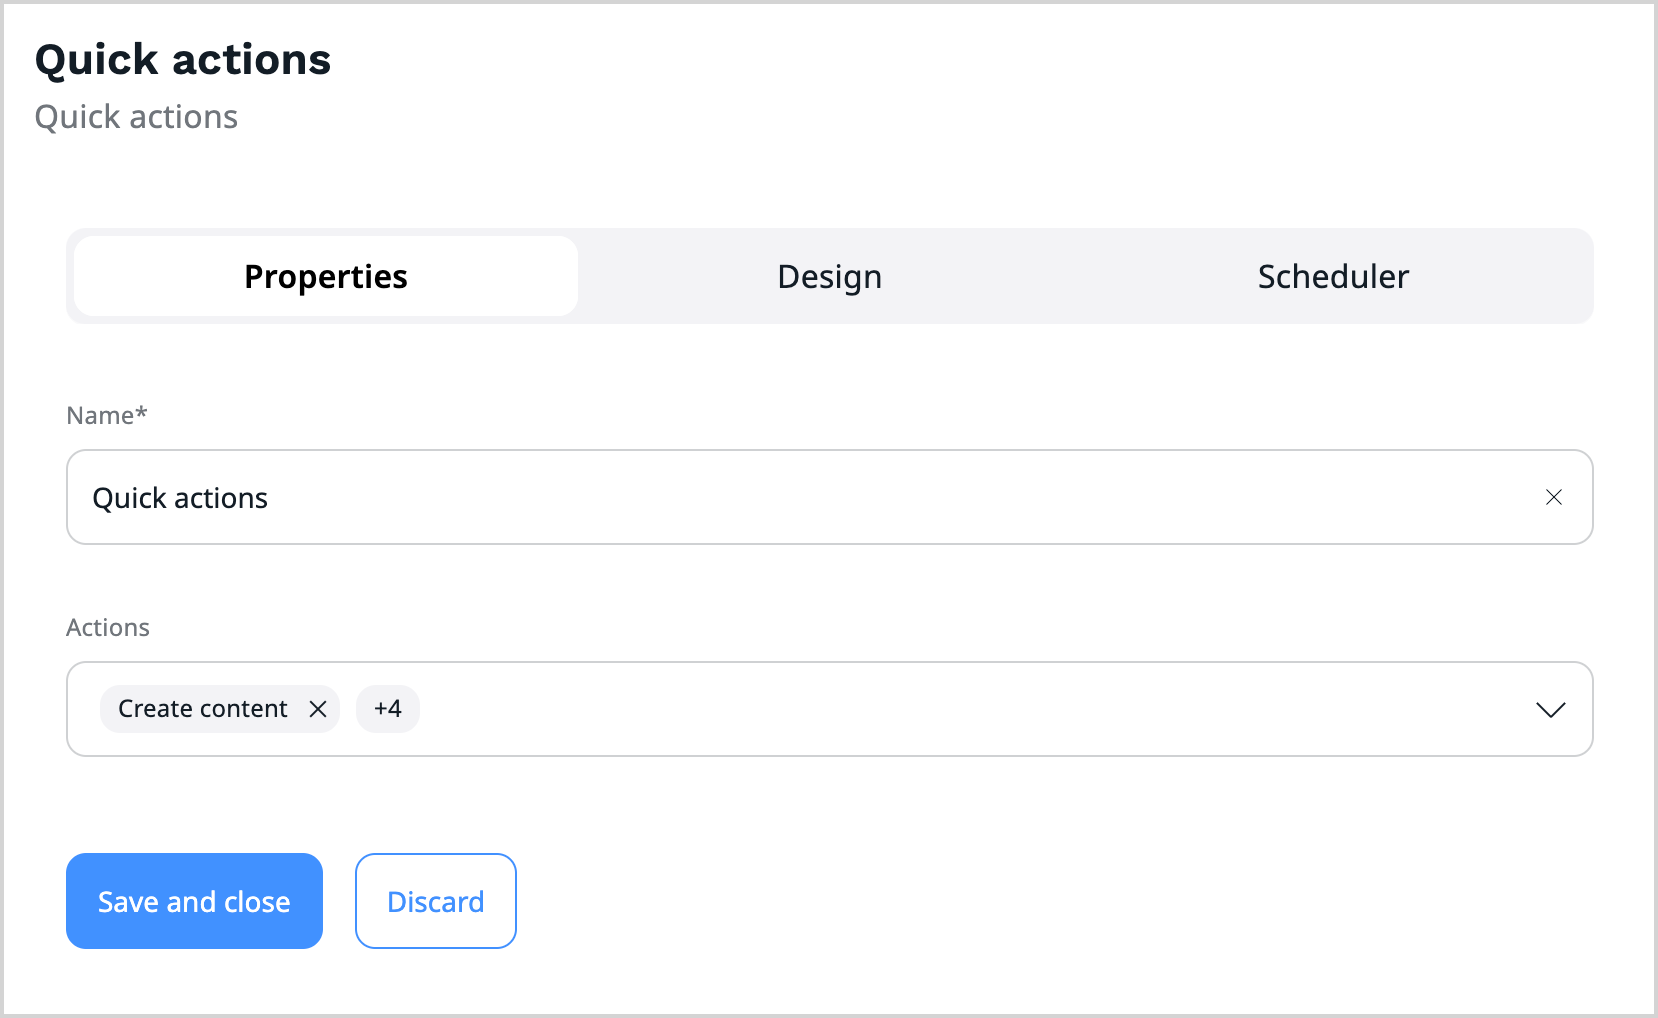 Quick actions
Quick actions
Properties Design Scheduler
Name*
Quick actions
Actions
Create content +4
Save and close Discard